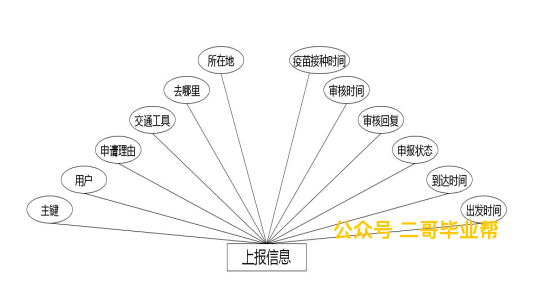 所在地
疫苗接种时间
去哪里
审核时间
交通工具
审核回复
申请理由
申报状态
用户
到达时间
主键
出发时间
公众号 二哥毕业帮
上报信息